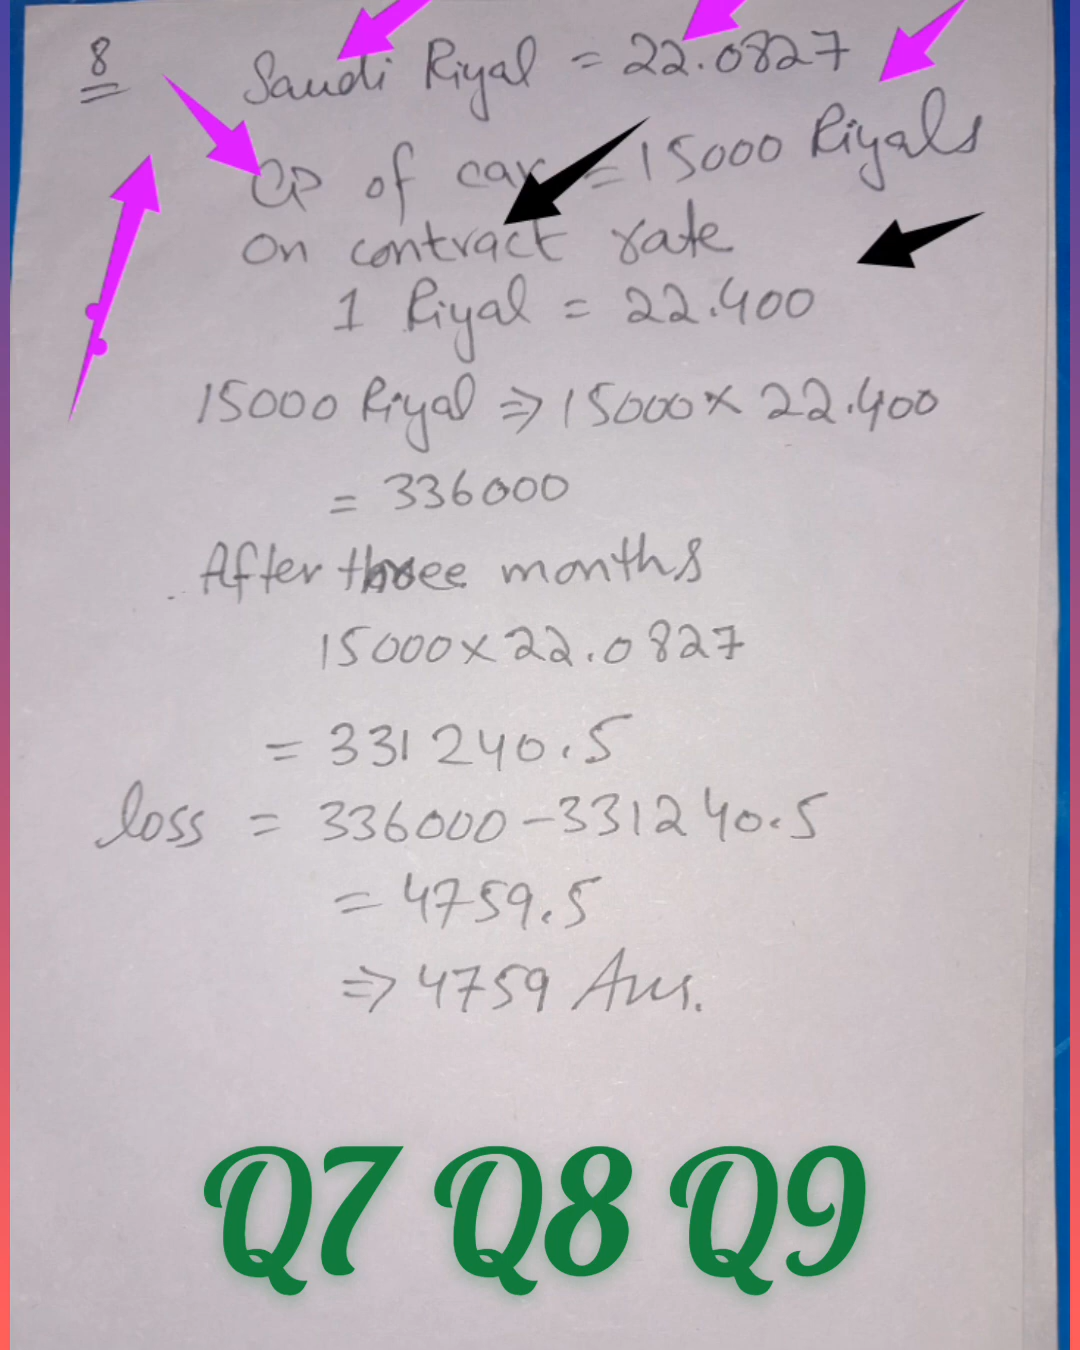 8 Saudi Riyal = 22.0827
CP of car = 15000 Riyals
on contract rate
1 Riyal = 22.400
15000 Riyal ⇒ 15000 × 22.400
= 336000
After three months
15000 × 22.0827
= 331240.5
loss = 336000 - 331240.5
= 4759.5
⇒ 4759 Ans.
Q7 Q8 Q9